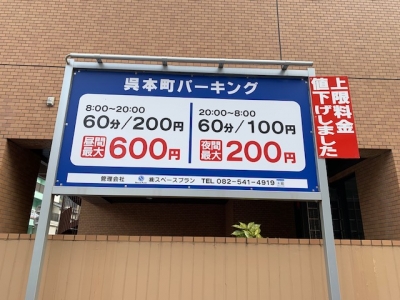 呉本町パーキング
8:00～20:00
60分/200円
昼間最大600円
20:00～8:00
60分/100円
夜間最大200円
管理会社 ㈱スペースプラン TEL 082-541-4919
上限料金
値下げしました